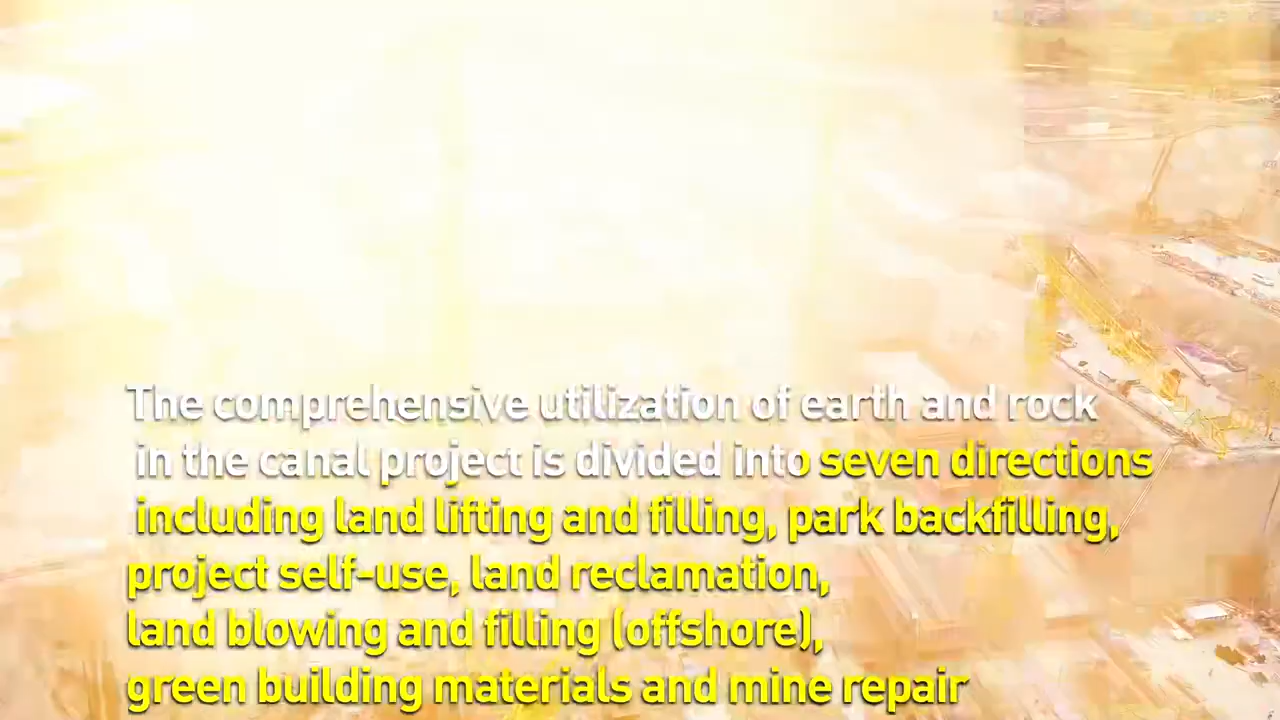 The comprehensive utilization of earth and rock
in the canal project is divided into seven directions
including land lifting and filling, park backfilling,
project self-use, land reclamation,
land blowing and filling (offshore),
green building materials and mine repair